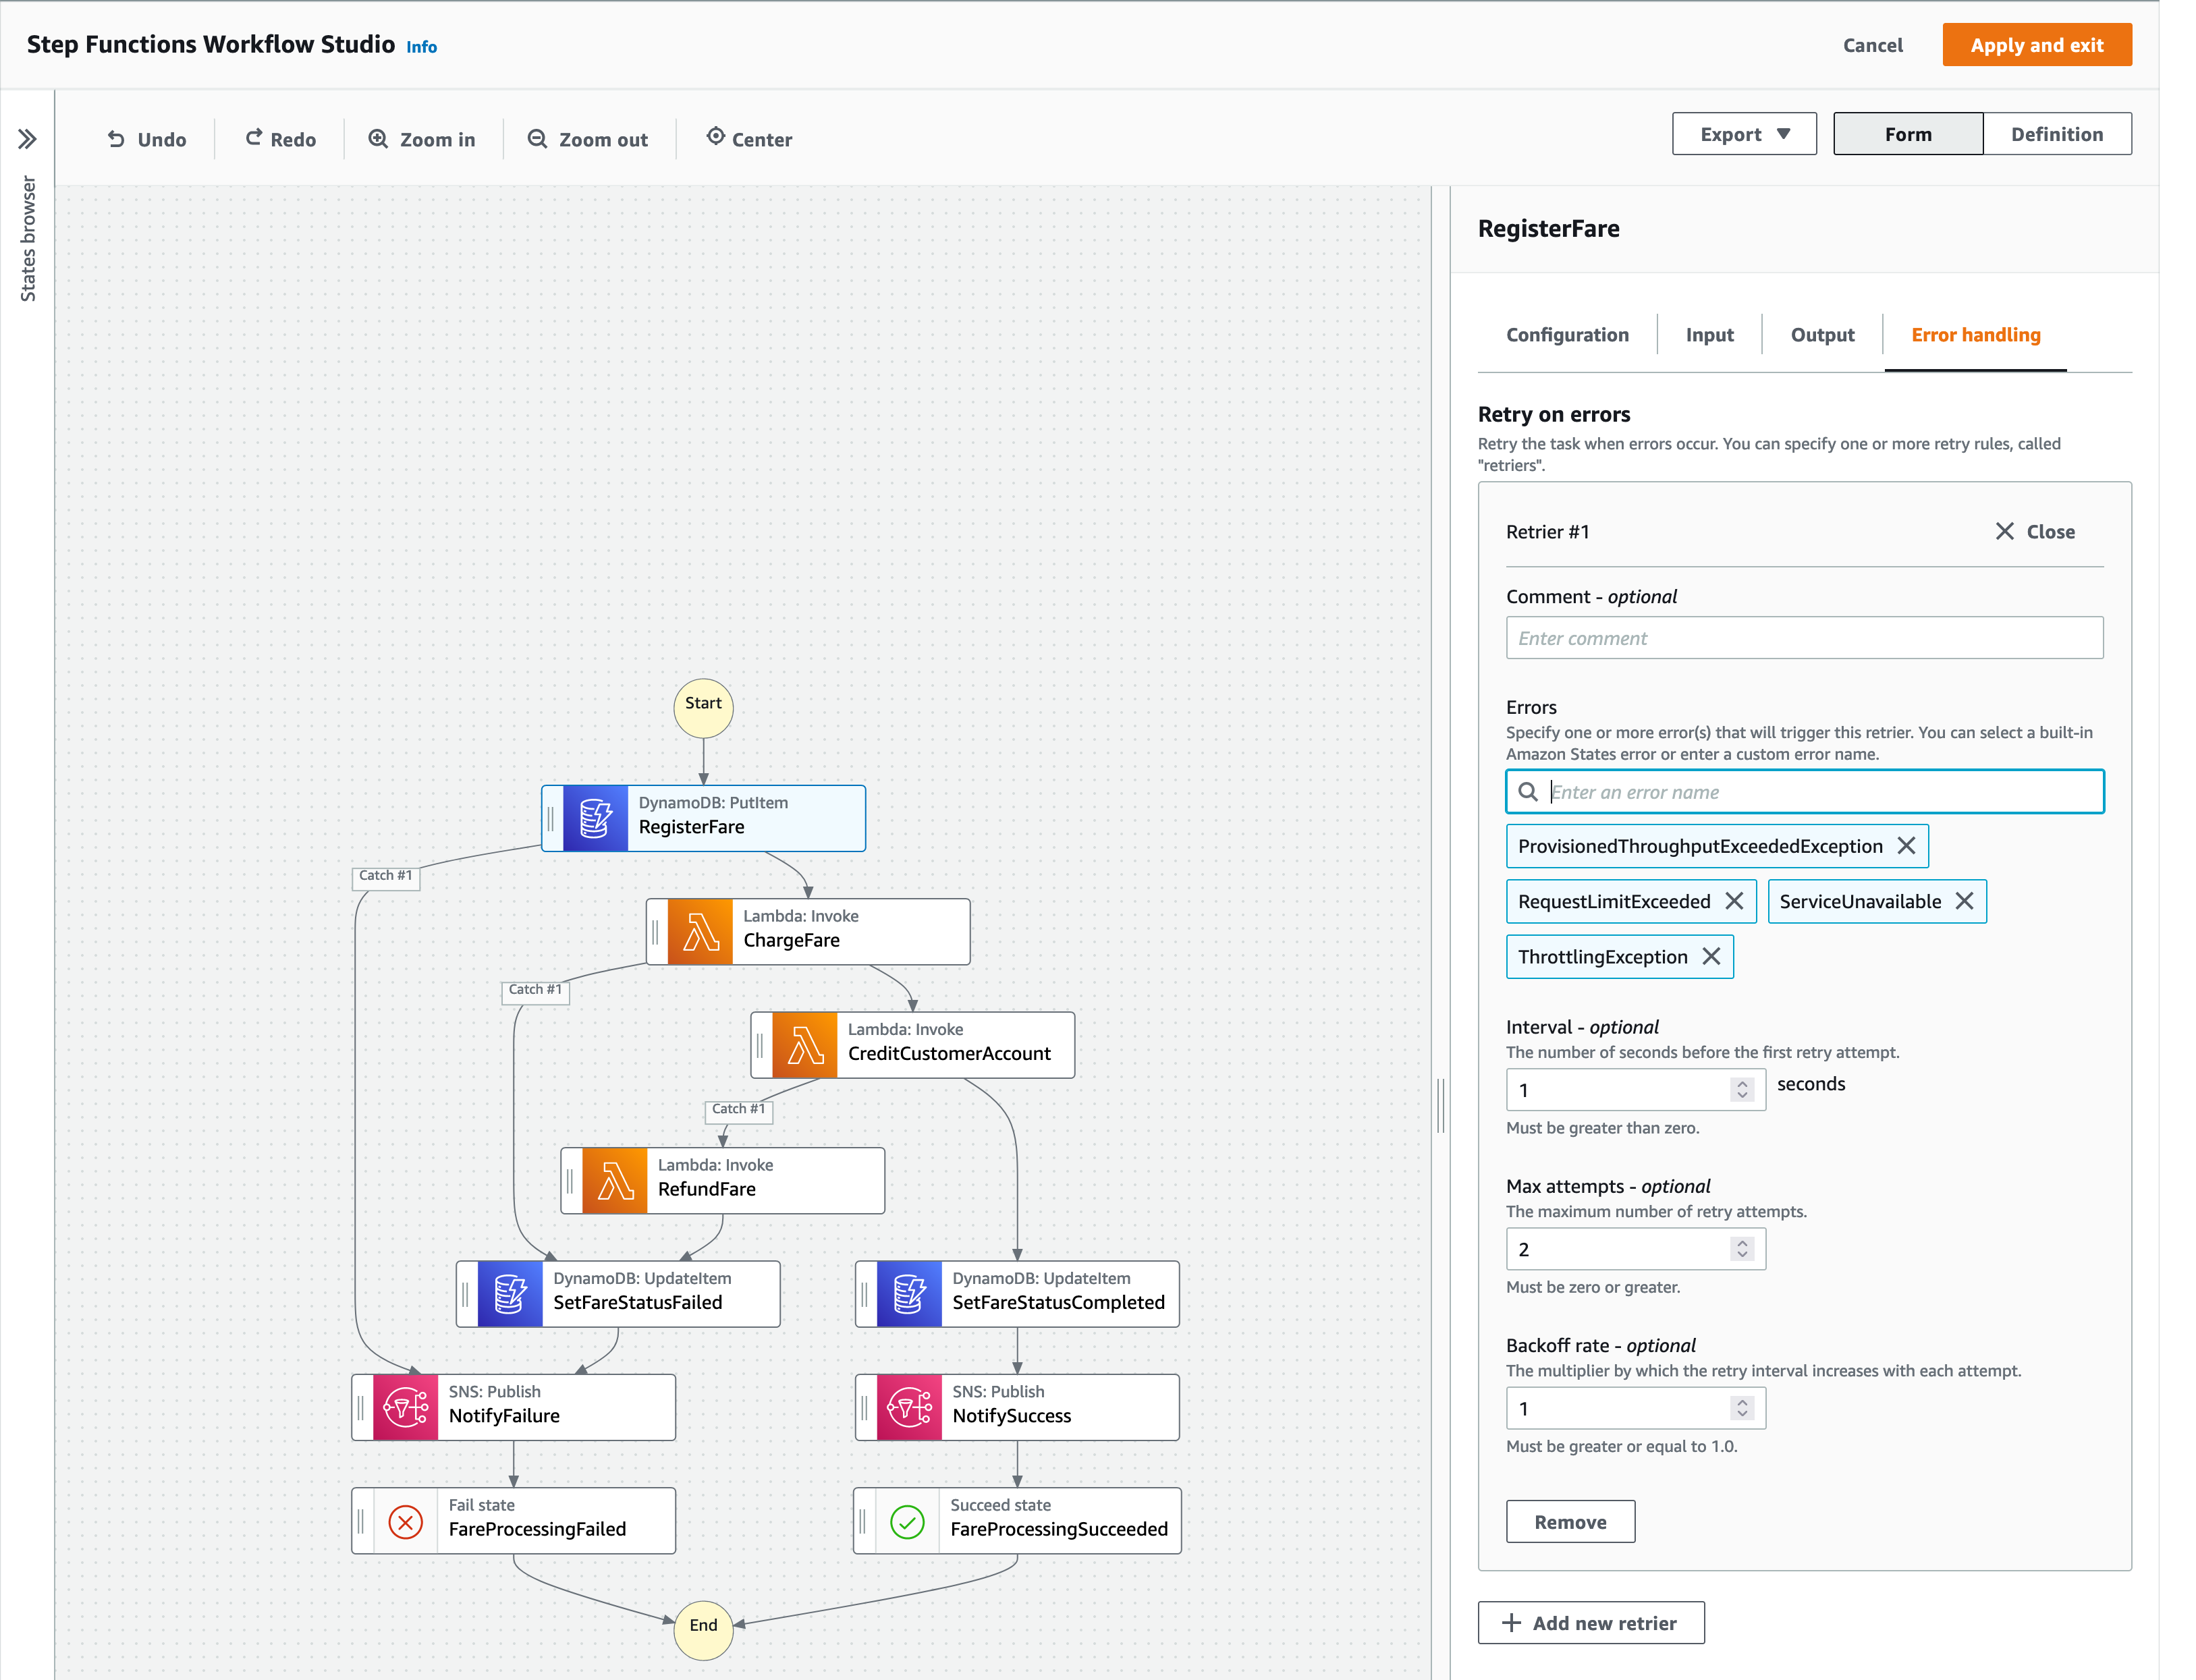 Step Functions Workflow Studio Info
Cancel
Apply and exit
States browser
Undo
Redo
Zoom in
Zoom out
Center
Export
Form
Definition
Start
DynamoDB: PutItem
RegisterFare
Catch #1
Lambda: Invoke
ChargeFare
Catch #1
Lambda: Invoke
CreditCustomerAccount
Catch #1
Lambda: Invoke
RefundFare
DynamoDB: UpdateItem
SetFareStatusFailed
DynamoDB: UpdateItem
SetFareStatusCompleted
SNS: Publish
NotifyFailure
SNS: Publish
NotifySuccess
Fail state
FareProcessingFailed
Succeed state
FareProcessingSucceeded
End
RegisterFare
Configuration
Input
Output
Error handling
Retry on errors
Retry the task when errors occur. You can specify one or more retry rules, called
"retriers".
Retrier #1
Close
Comment - optional
Enter comment
Errors
Specify one or more error(s) that will trigger this retrier. You can select a built-in
Amazon States error or enter a custom error name.
Enter an error name
ProvisionedThroughputExceededException
RequestLimitExceeded
ServiceUnavailable
ThrottlingException
Interval - optional
The number of seconds before the first retry attempt.
1
seconds
Must be greater than zero.
Max attempts - optional
The maximum number of retry attempts.
2
Must be zero or greater.
Backoff rate - optional
The multiplier by which the retry interval increases with each attempt.
1
Must be greater or equal to 1.0.
Remove
Add new retrier